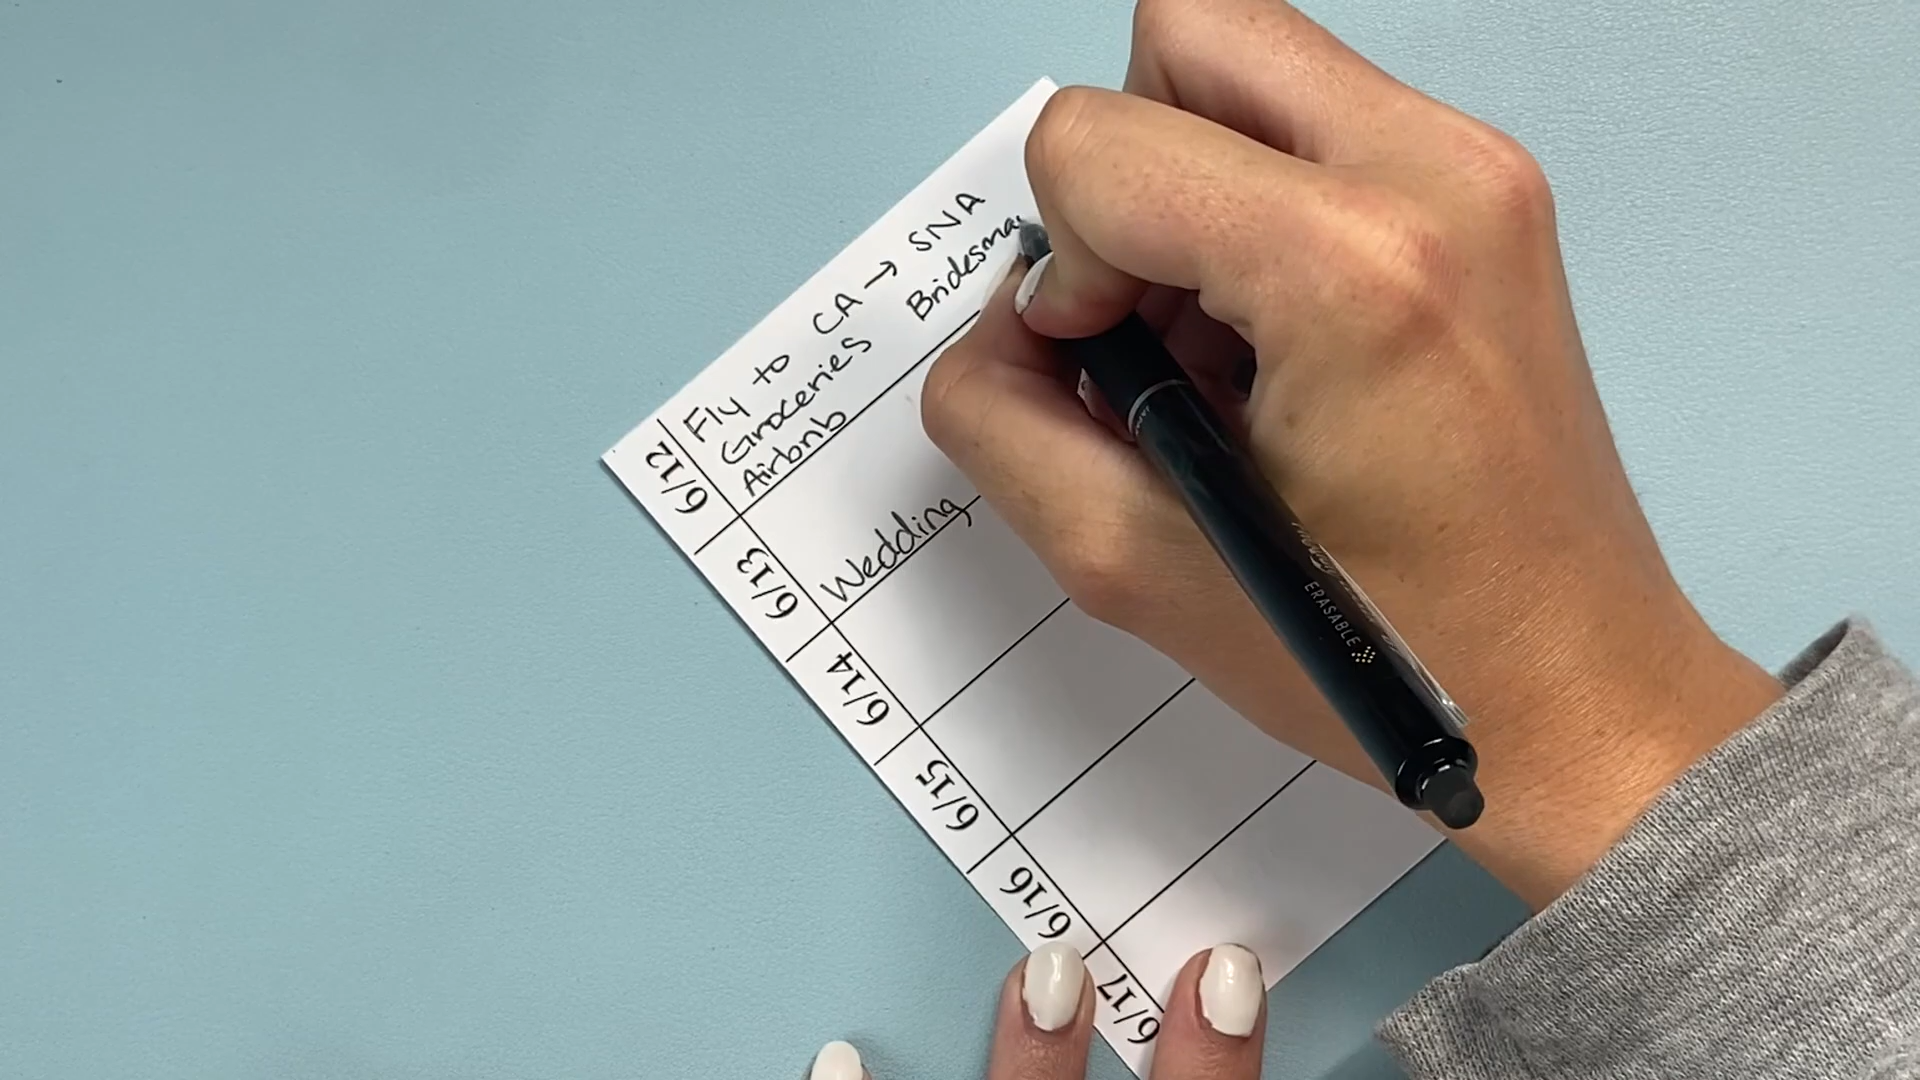 6/12
Fly to CA → SNA
Groceries Bridesma
Airbnb
6/13
Wedding
6/14
6/15
6/16
6/17
ERASABLE